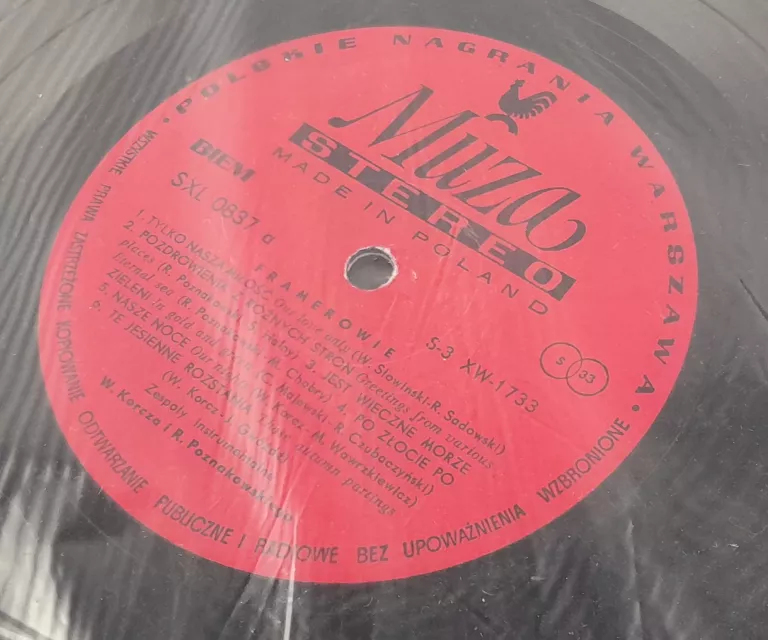 • POLSKIE NAGRANIA WARSZAWA •
Muza
STEREO
MADE IN POLAND
BIEM
SXL 0837 a
S-3 XW-1733
S 33
FRAMEROWIE
1. TYLKO NASZA MIŁOŚĆ Our love only (W. Słowiński-R. Sadowski)
2. POZDROWIENIA Z RÓŻNYCH STRON Greetings from various
places (R. Poznakowski-S. Halny) 3. JEST WIECZNE MORZE
Eternal sea (R. Poznakowski-M. Chobry) 4. PO ZŁOCIE PO
ZIELENI In gold and (C. Majewski-R. Czubaczyński)
5. NASZE NOCE Our (W. Korcz-M. Wawrzkiewicz)
6. TE JESIENNE ROZSTANIA autumn partings
(W. Korcz-
Zespoły Instrumentalne
W. Korcza i R. Poznakowskiego
WSZYSTKIE PRAWA ZASTRZEŻONE KOPIOWANIE ODTWARZANIE PUBLICZNE I RADIOWE BEZ UPOWAŻNIENIA WZBRONIONE